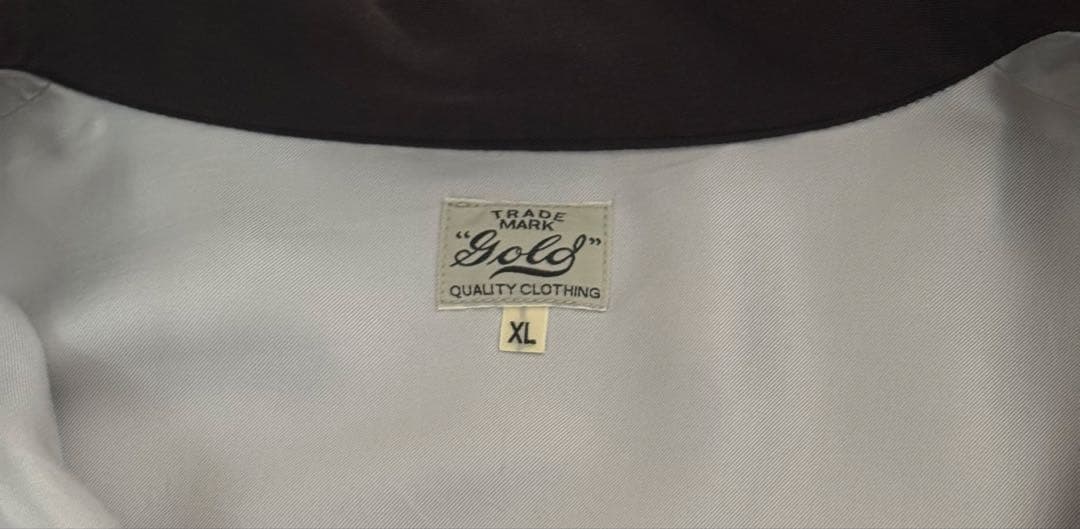 TRADE
MARK
"Gold"
QUALITY CLOTHING
XL